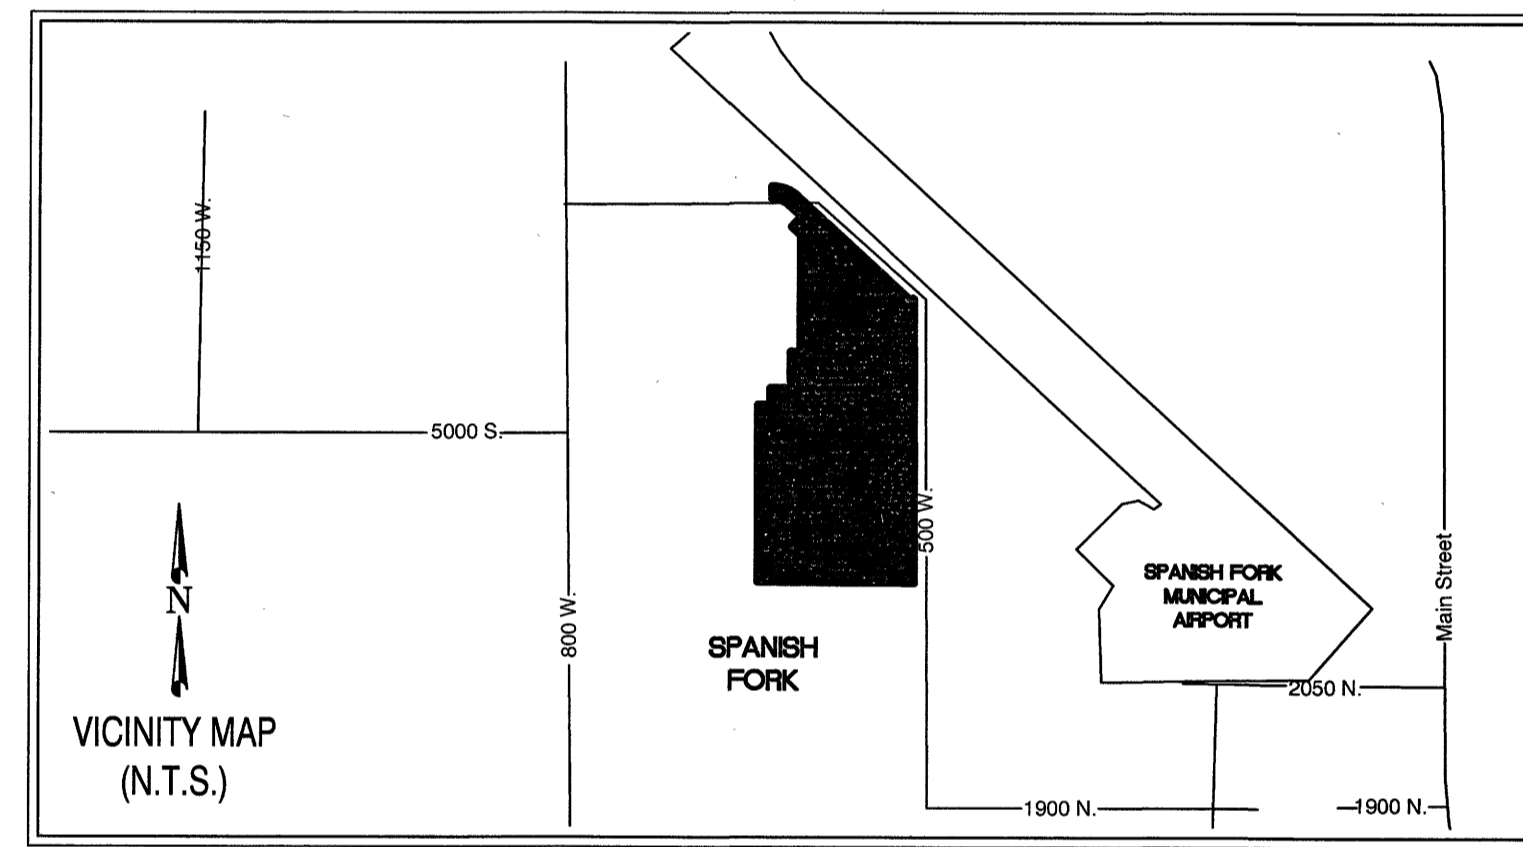 1150 W.
5000 S.
500 W.
800 W.
Main Street
SPANISH FORK
MUNICIPAL
AIRPORT
SPANISH
FORK
2050 N.
N
VICINITY MAP
(N.T.S.)
1900 N.
1900 N.